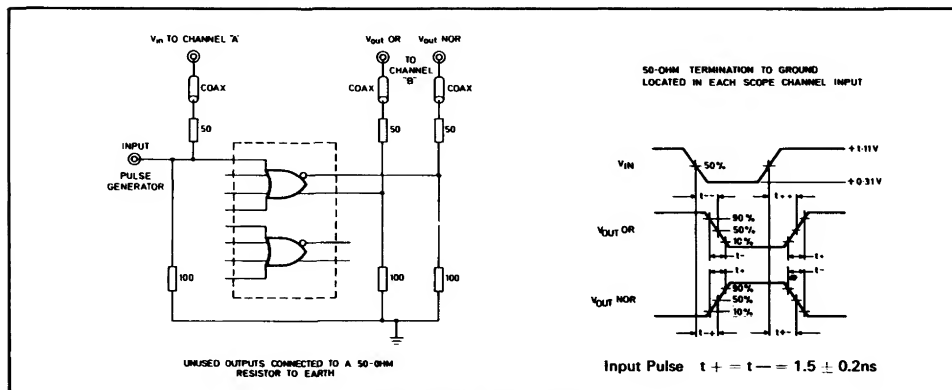 Vin TO CHANNEL 'A'
Vout OR
Vout NOR
TO
CHANNEL
"B"
COAX
COAX
COAX
50
50
50
INPUT
PULSE
GENERATOR
100
100
100
UNUSED OUTPUTS CONNECTED TO A 50-OHM
RESISTOR TO EARTH
50-OHM TERMINATION TO GROUND
LOCATED IN EACH SCOPE CHANNEL INPUT
VIN
50%
+1·11V
+0·31V
t--
t++
VOUT OR
90%
50%
10%
t-
t+
t+
t-
VOUT NOR
90%
50%
10%
t-+
t+-
Input Pulse t + = t — = 1.5 ± 0.2ns